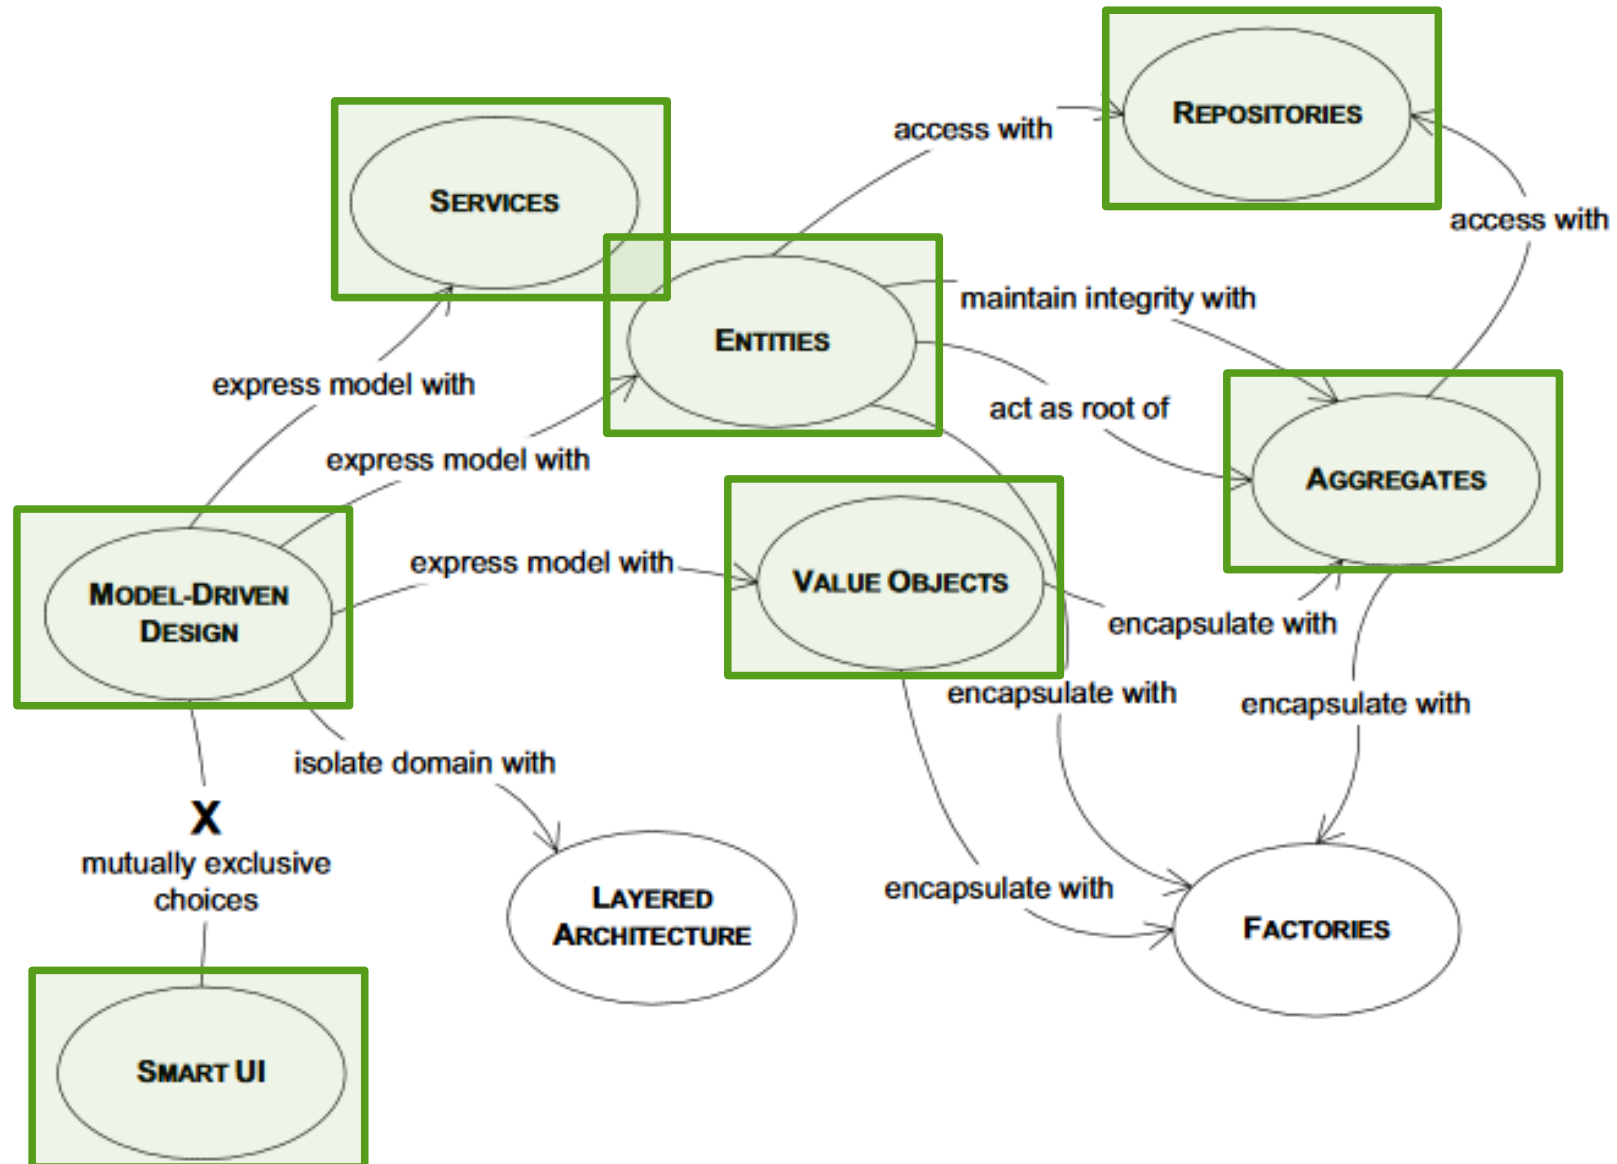 REPOSITORIES
access with
SERVICES
access with
maintain integrity with
ENTITIES
express model with
act as root of
express model with
AGGREGATES
express model with
VALUE OBJECTS
MODEL-DRIVEN
DESIGN
encapsulate with
encapsulate with
encapsulate with
isolate domain with
X
mutually exclusive
choices
encapsulate with
LAYERED
ARCHITECTURE
FACTORIES
SMART UI